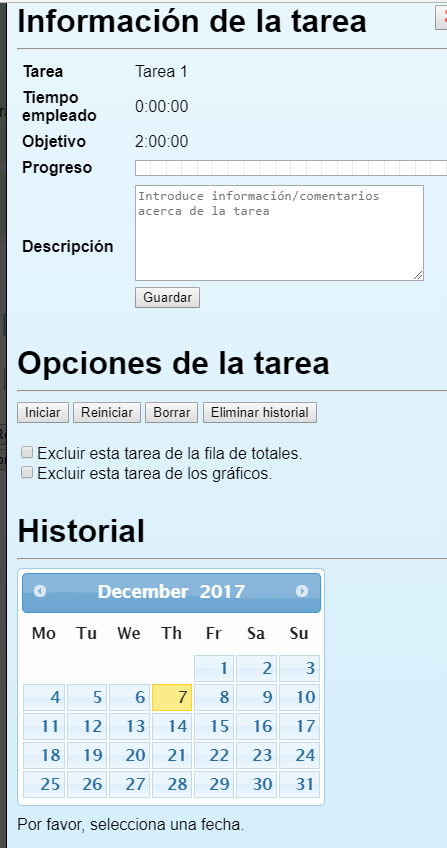 Información de la tarea
Tarea Tarea 1
Tiempo empleado 0:00:00
Objetivo 2:00:00
Progreso
Introduce información/comentarios
acerca de la tarea
Descripción
Guardar
Opciones de la tarea
Iniciar Reiniciar Borrar Eliminar historial
Excluir esta tarea de la fila de totales.
Excluir esta tarea de los gráficos.
Historial
December 2017
Mo Tu We Th Fr Sa Su
1 2 3
4 5 6 7 8 9 10
11 12 13 14 15 16 17
18 19 20 21 22 23 24
25 26 27 28 29 30 31
Por favor, selecciona una fecha.